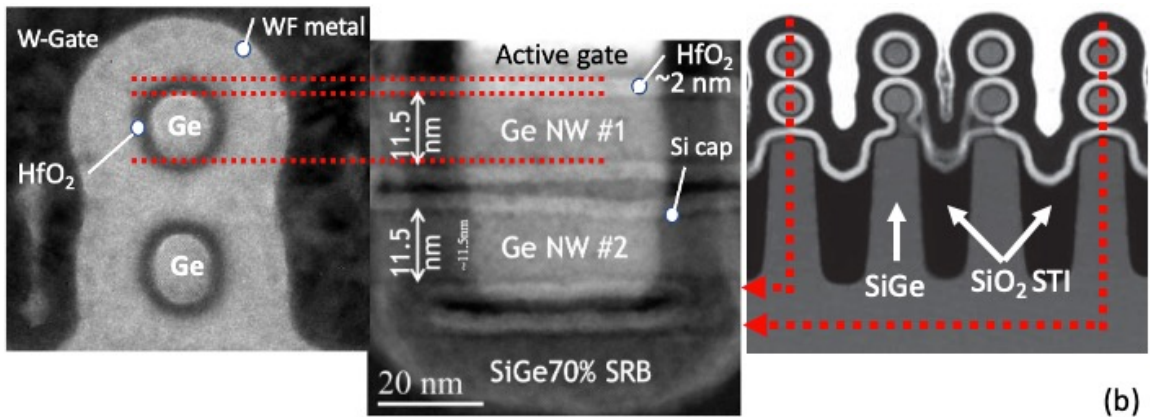 W-Gate
WF metal
Ge
HfO₂
Ge
Active gate
HfO₂
~2 nm
11.5
nm
Ge NW #1
Si cap
11.5
nm
~11.5nm
Ge NW #2
20 nm
SiGe70% SRB
SiGe
SiO₂ STI
(b)